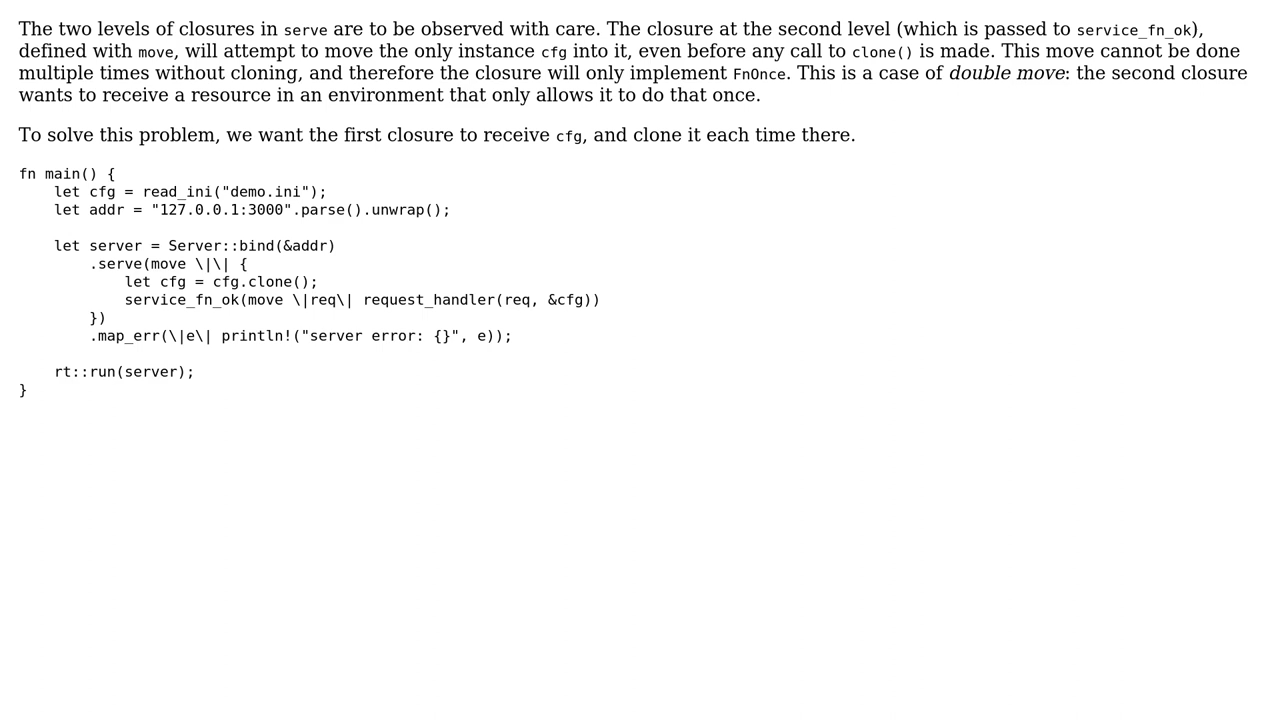 The two levels of closures in serve are to be observed with care. The closure at the second level (which is passed to service_fn_ok),
defined with move, will attempt to move the only instance cfg into it, even before any call to clone() is made. This move cannot be done
multiple times without cloning, and therefore the closure will only implement FnOnce. This is a case of double move: the second closure
wants to receive a resource in an environment that only allows it to do that once.
To solve this problem, we want the first closure to receive cfg, and clone it each time there.
fn main() {
    let cfg = read_ini("demo.ini");
    let addr = "127.0.0.1:3000".parse().unwrap();

    let server = Server::bind(&addr)
        .serve(move \|\| {
            let cfg = cfg.clone();
            service_fn_ok(move \|req\| request_handler(req, &cfg))
        })
        .map_err(\|e\| println!("server error: {}", e));

    rt::run(server);
}